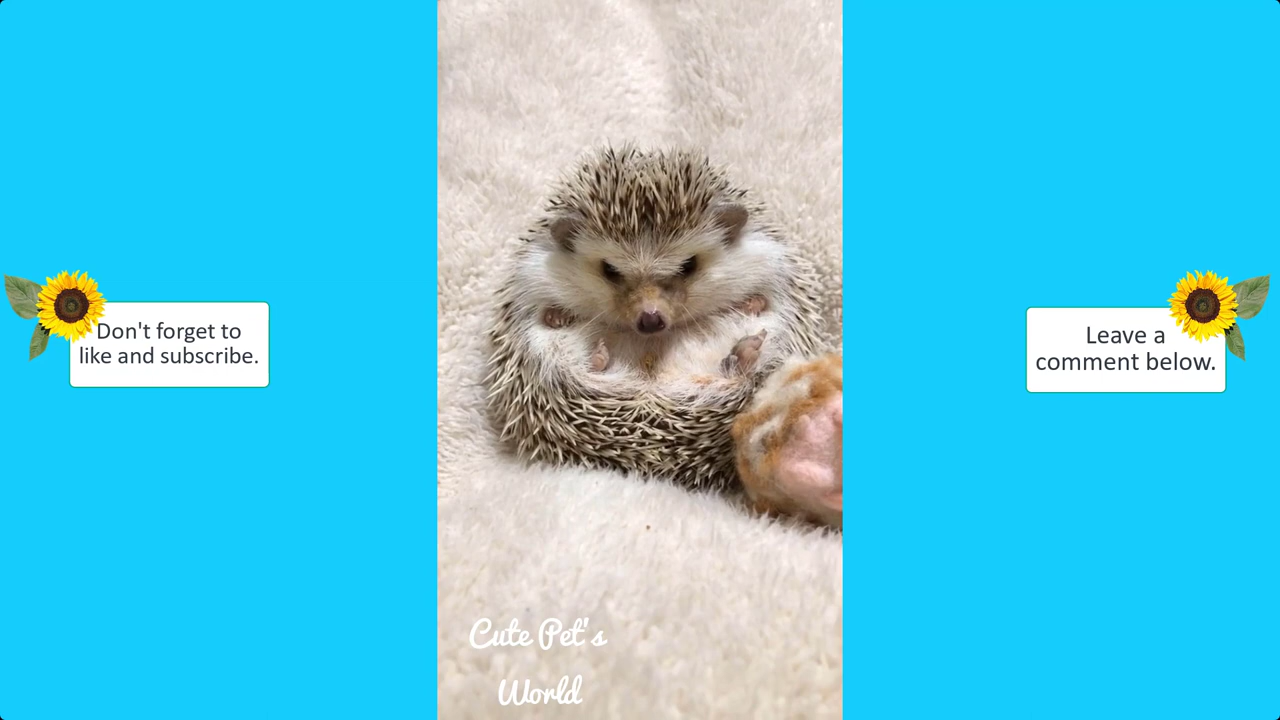 Don't forget to
like and subscribe.
Leave a
comment below.
Cute Pet's
World